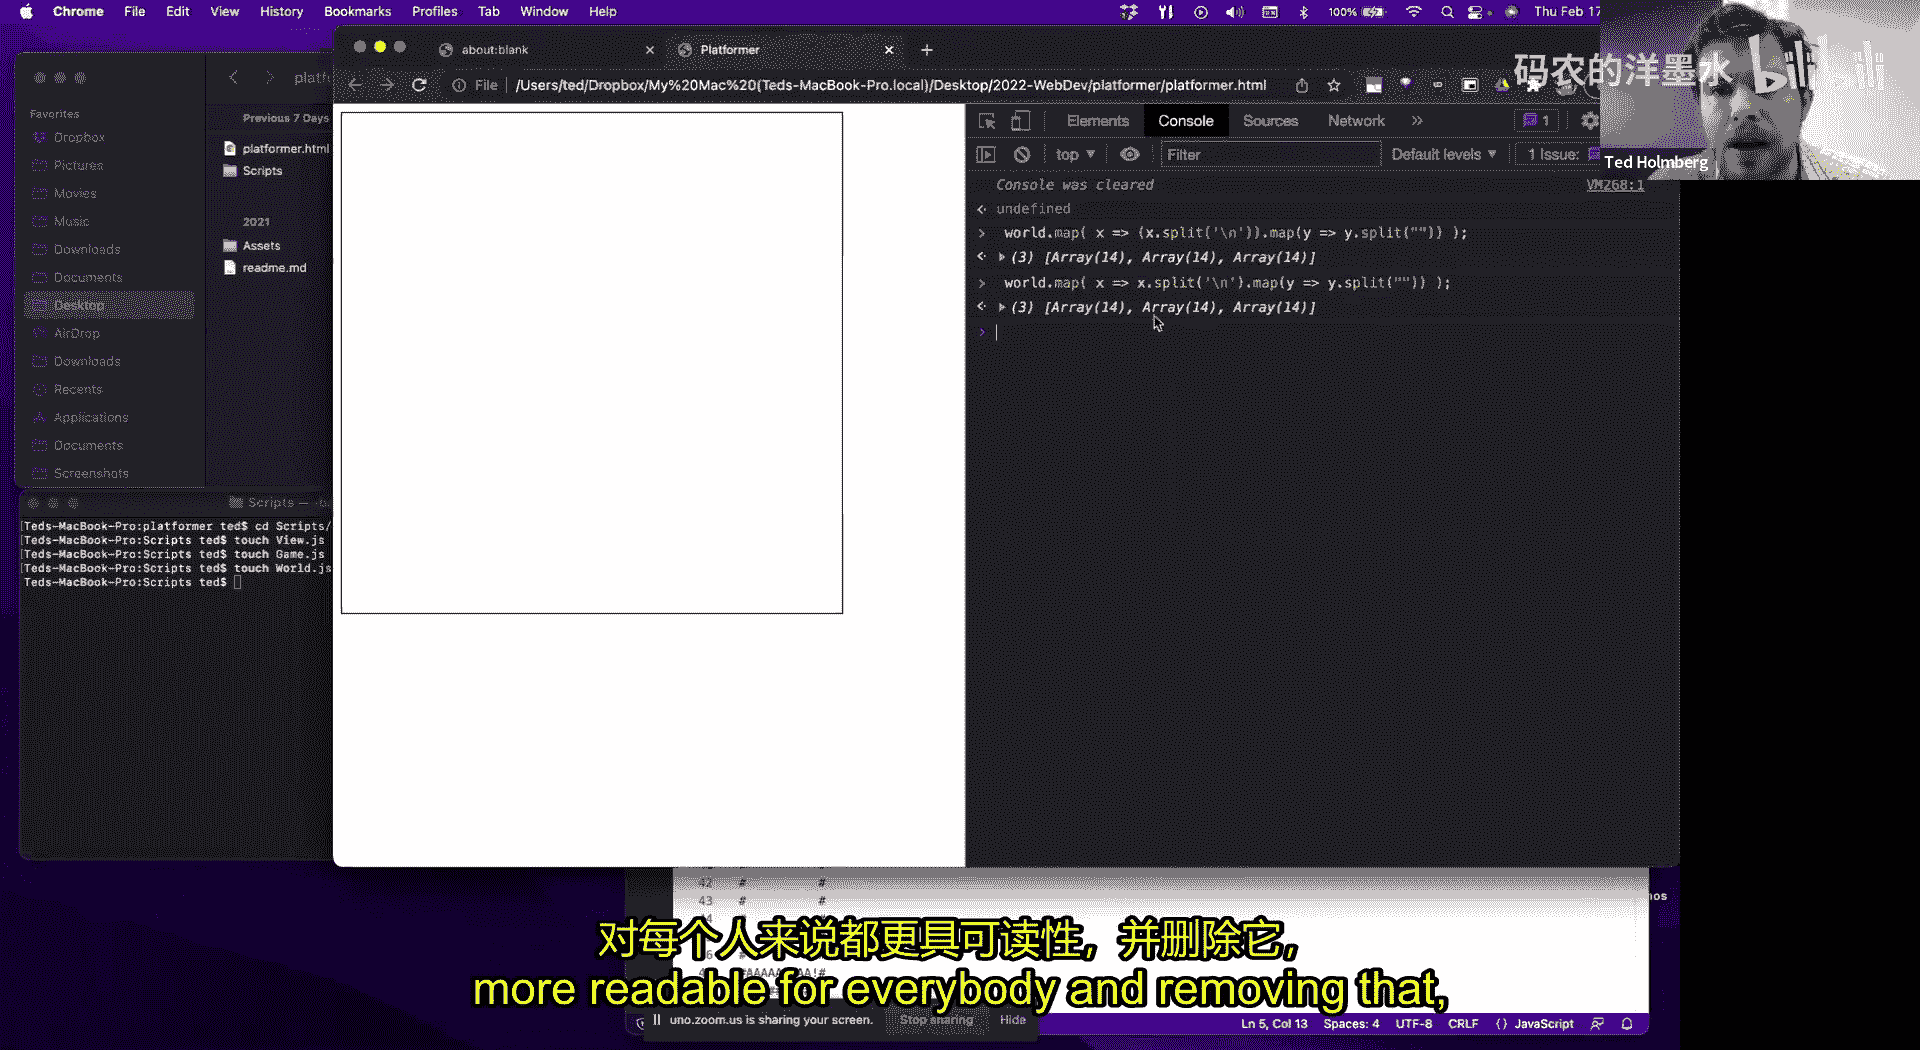 Chrome File Edit View History Bookmarks Profiles Tab Window Help 100% Thu Feb 17
about:blank
Platformer
码农的洋墨水 bilibili
File /Users/ted/Dropbox/My%20Mac%20(Teds-MacBook-Pro.local)/Desktop/2022-WebDev/platformer/platformer.html
Ted Holmberg
Favorites
Dropbox
Pictures
Movies
Music
Downloads
Documents
Desktop
AirDrop
Downloads
Recents
Applications
Documents
Screenshots
Previous 7 Days
platformer.html
Scripts
2021
Assets
readme.md
Scripts —
Teds-MacBook-Pro:platformer ted$ cd Scripts/
Teds-MacBook-Pro:Scripts ted$ touch View.js
Teds-MacBook-Pro:Scripts ted$ touch Game.js
Teds-MacBook-Pro:Scripts ted$ touch World.js
Teds-MacBook-Pro:Scripts ted$
Elements Console Sources Network » 1
top ▼ Filter Default levels ▼ 1 Issue:
Console was cleared VM268:1
undefined
> world.map( x => (x.split('\n')).map(y => y.split("")) );
(3) [Array(14), Array(14), Array(14)]
> world.map( x => x.split('\n').map(y => y.split("")) );
(3) [Array(14), Array(14), Array(14)]
>
42 # #
43 # #
对每个人来说都更具可读性，并删除它，
more readable for everybody and removing that,
uno.zoom.us is sharing your screen. Stop sharing Hide
Ln 5, Col 13 Spaces: 4 UTF-8 CRLF {} JavaScript